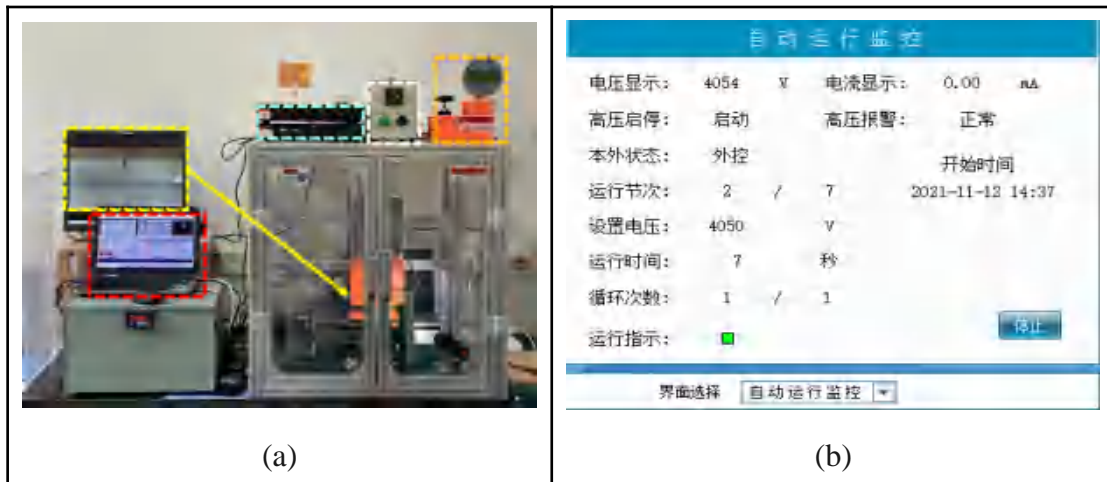 自动运行监控
电压显示: 4054 V 电流显示: 0.00 mA
高压启停: 启动 高压报警: 正常
本外状态: 外控
开始时间
运行节次: 2 / 7 2021-11-12 14:37
设置电压: 4050 V
运行时间: 7 秒
循环次数: 1 / 1
停止
运行指示:
界面选择 自动运行监控
(a) (b)